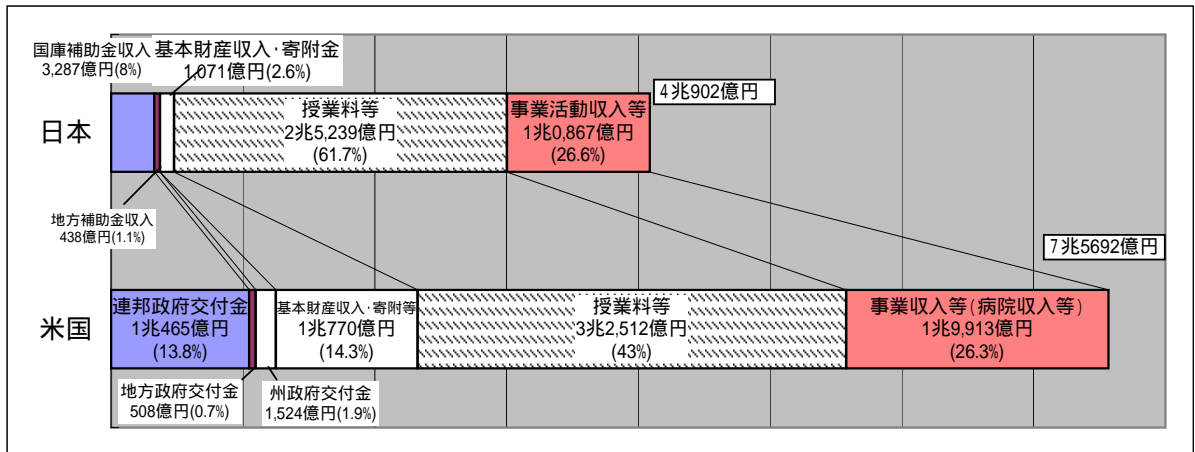 国庫補助金収入
3,287億円(8%)
基本財産収入･寄附金
1,071億円(2.6%)
4兆902億円
日本
授業料等
2兆5,239億円
(61.7%)
事業活動収入等
1兆0,867億円
(26.6%)
地方補助金収入
438億円(1.1%)
7兆5692億円
米国
連邦政府交付金
1兆465億円
(13.8%)
基本財産収入･寄附等
1兆770億円
(14.3%)
授業料等
3兆2,512億円
(43%)
事業収入等(病院収入等)
1兆9,913億円
(26.3%)
地方政府交付金
508億円(0.7%)
州政府交付金
1,524億円(1.9%)